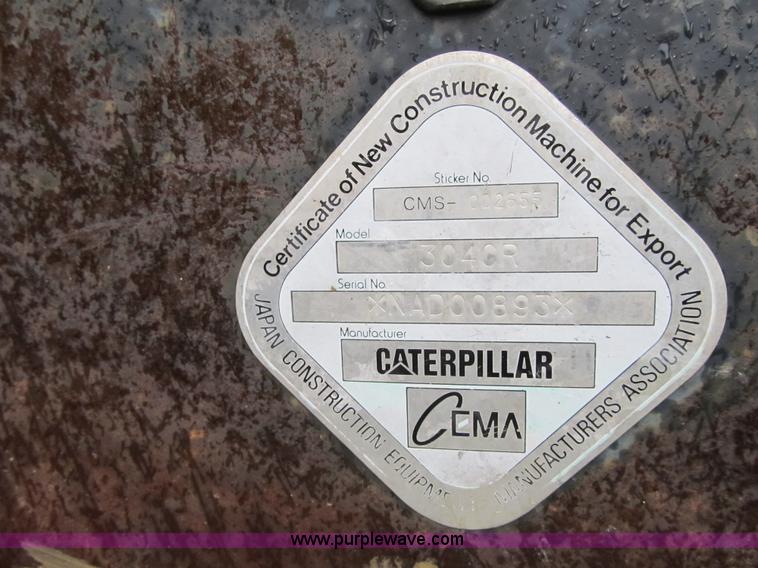 Certificate of New Construction Machine for Export
Sticker No.
CMS-
Model
304CR
Serial No.
*NAD00893*
Manufacturer
CATERPILLAR
CEMA
JAPAN CONSTRUCTION EQUIPMENT MANUFACTURERS ASSOCIATION
www.purplewave.com